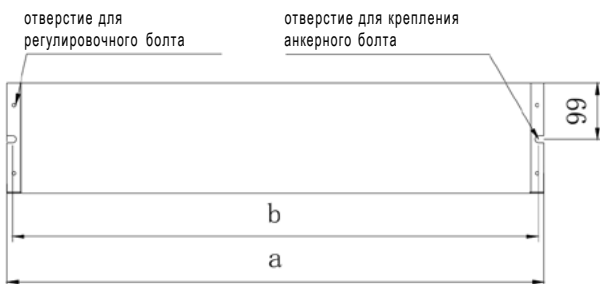 отверстие для
регулировочного болта
отверстие для крепления
анкерного болта
99
b
a